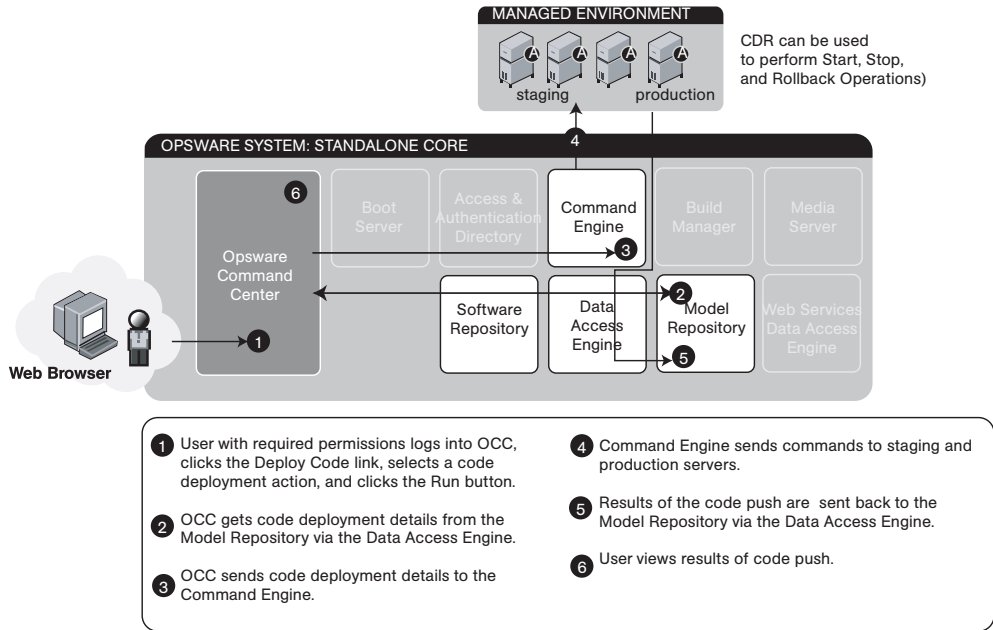 MANAGED ENVIRONMENT
A A A A
staging production
CDR can be used
to perform Start, Stop,
and Rollback Operations)
4
OPSWARE SYSTEM: STANDALONE CORE
6
Opsware
Command
Center
1
Boot
Server
Access &
Authentication
Directory
Command
Engine
3
Build
Manager
Media
Server
Software
Repository
Data
Access
Engine
2
Model
Repository
5
Web Services
Data Access
Engine
Web Browser
1 User with required permissions logs into OCC,
clicks the Deploy Code link, selects a code
deployment action, and clicks the Run button.
2 OCC gets code deployment details from the
Model Repository via the Data Access Engine.
3 OCC sends code deployment details to the
Command Engine.
4 Command Engine sends commands to staging and
production servers.
5 Results of the code push are sent back to the
Model Repository via the Data Access Engine.
6 User views results of code push.